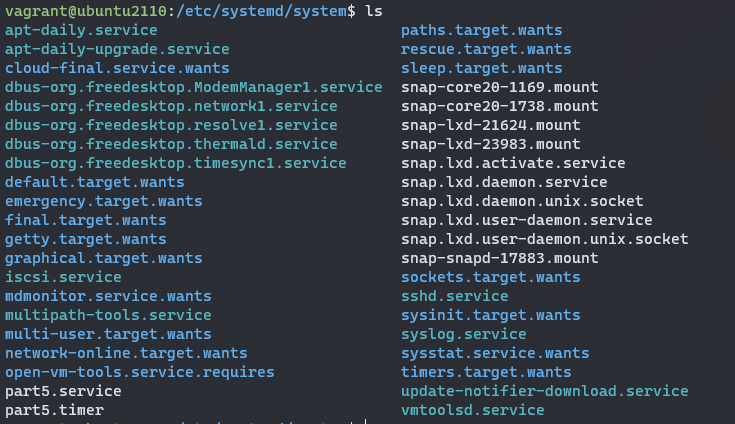 vagrant@ubuntu2110:/etc/systemd/system$ ls
apt-daily.service paths.target.wants
apt-daily-upgrade.service rescue.target.wants
cloud-final.service.wants sleep.target.wants
dbus-org.freedesktop.ModemManager1.service snap-core20-1169.mount
dbus-org.freedesktop.network1.service snap-core20-1738.mount
dbus-org.freedesktop.resolve1.service snap-lxd-21624.mount
dbus-org.freedesktop.thermald.service snap-lxd-23983.mount
dbus-org.freedesktop.timesync1.service snap.lxd.activate.service
default.target.wants snap.lxd.daemon.service
emergency.target.wants snap.lxd.daemon.unix.socket
final.target.wants snap.lxd.user-daemon.service
getty.target.wants snap.lxd.user-daemon.unix.socket
graphical.target.wants snap-snapd-17883.mount
iscsi.service sockets.target.wants
mdmonitor.service.wants sshd.service
multipath-tools.service sysinit.target.wants
multi-user.target.wants syslog.service
network-online.target.wants sysstat.service.wants
open-vm-tools.service.requires timers.target.wants
part5.service update-notifier-download.service
part5.timer vmtoolsd.service